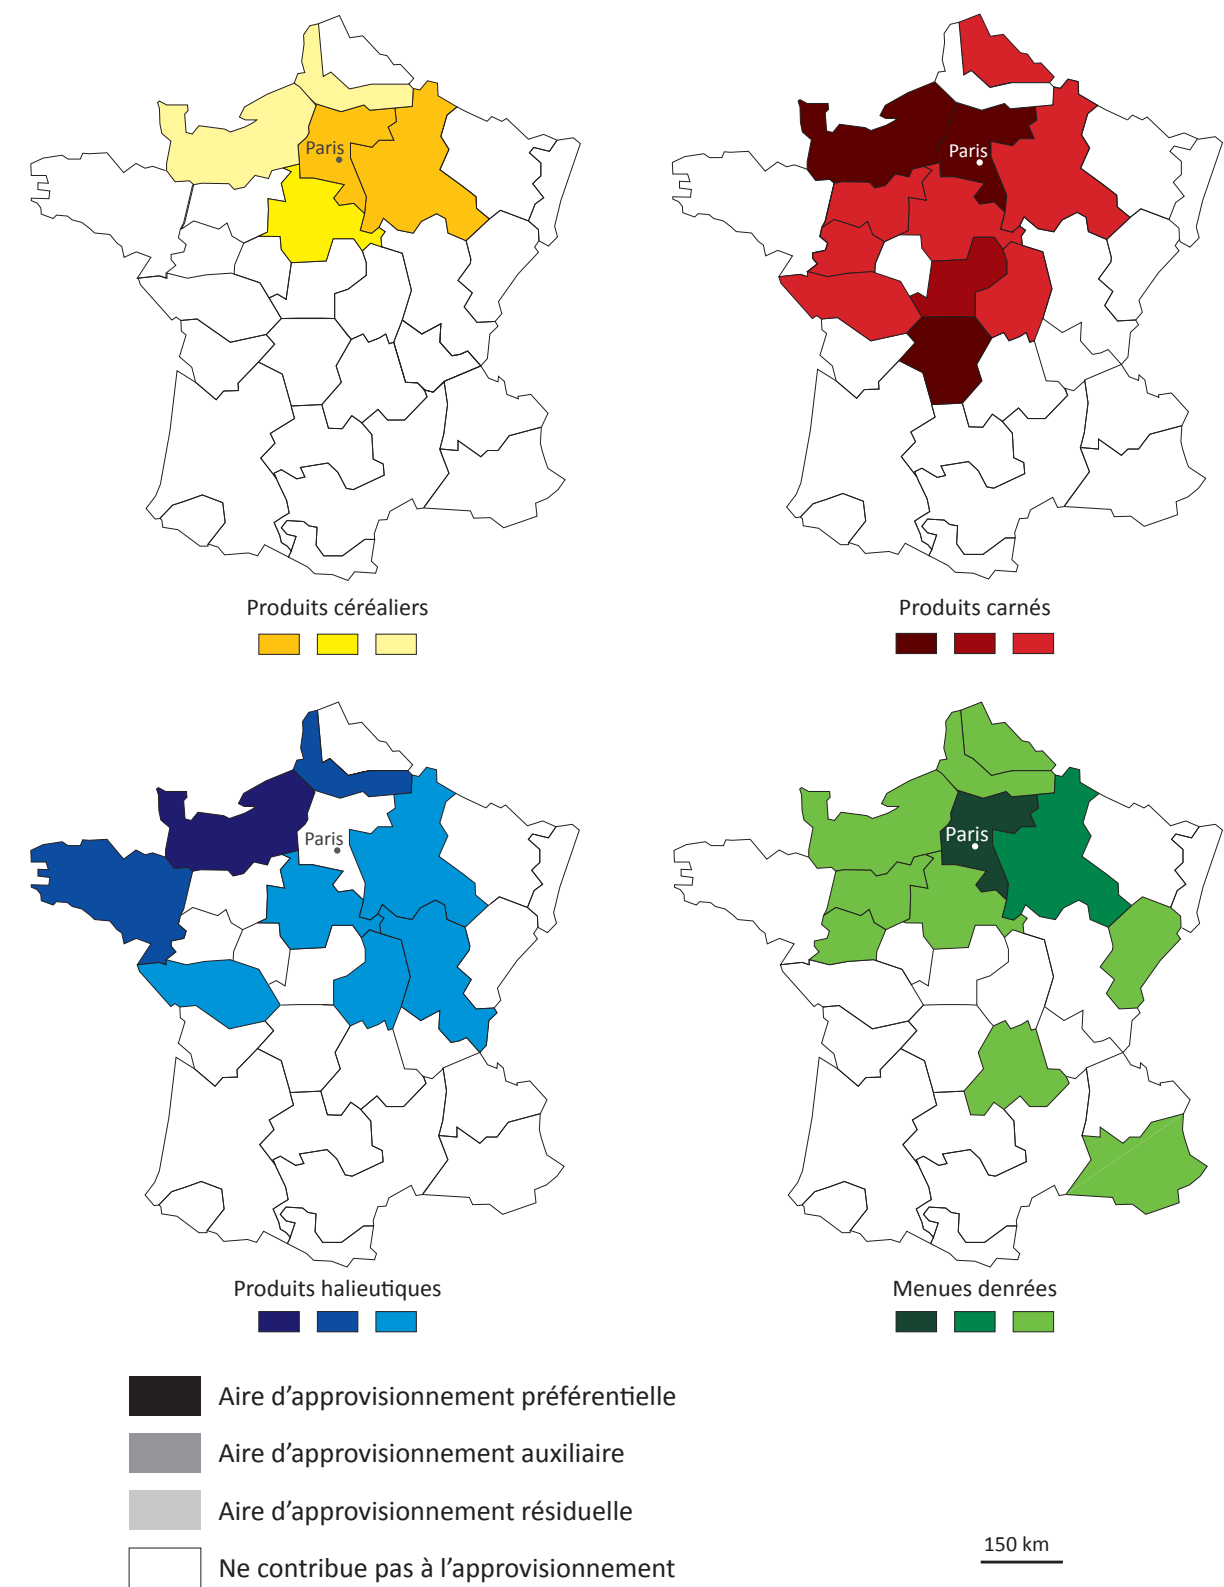 Paris
Paris
Produits céréaliers
Produits carnés
Paris
Paris
Produits halieutiques
Menues denrées
Aire d’approvisionnement préférentielle
Aire d’approvisionnement auxiliaire
Aire d’approvisionnement résiduelle
150 km
Ne contribue pas à l’approvisionnement